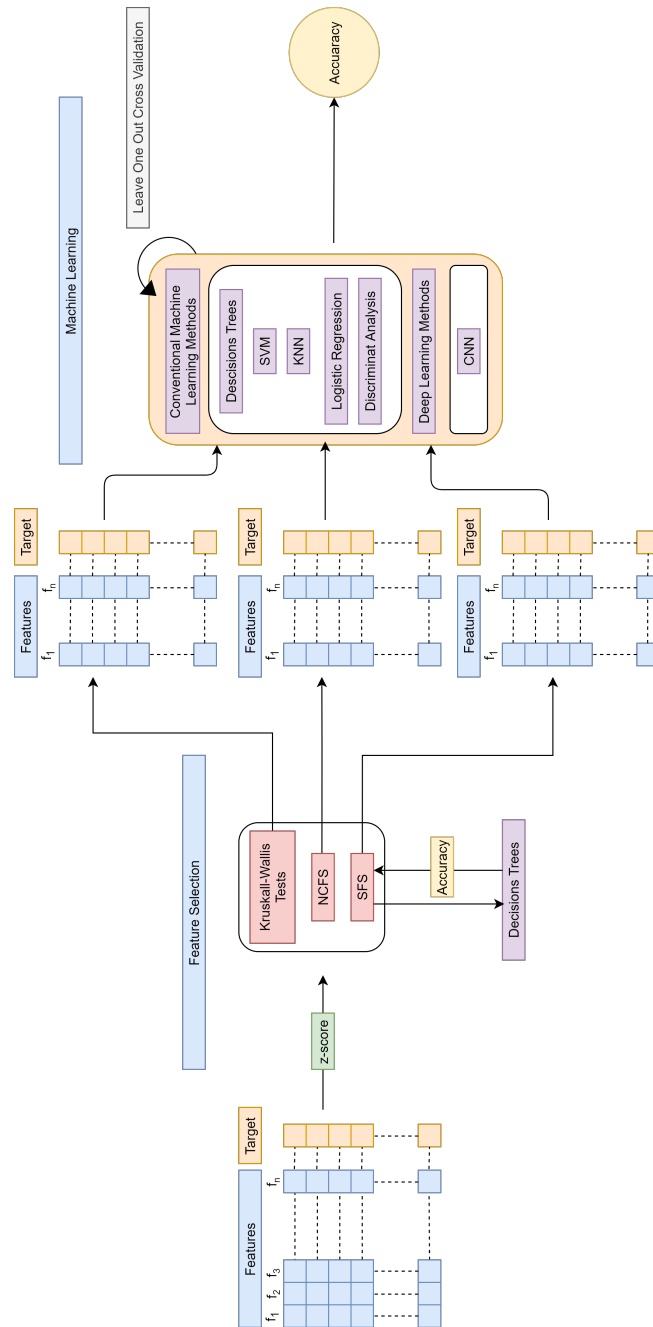 Features
Target
f1
f2
f3
fn
z-score
Feature Selection
Kruskall-Wallis
Tests
NCFS
SFS
Accuracy
Decisions Trees
Features
Target
f1
fn
Features
Target
f1
fn
Features
Target
f1
fn
Machine Learning
Leave One Out Cross Validation
Conventional Machine
Learning Methods
Descisions Trees
SVM
KNN
Logistic Regression
Discriminat Analysis
Deep Learning Methods
CNN
Accuaracy